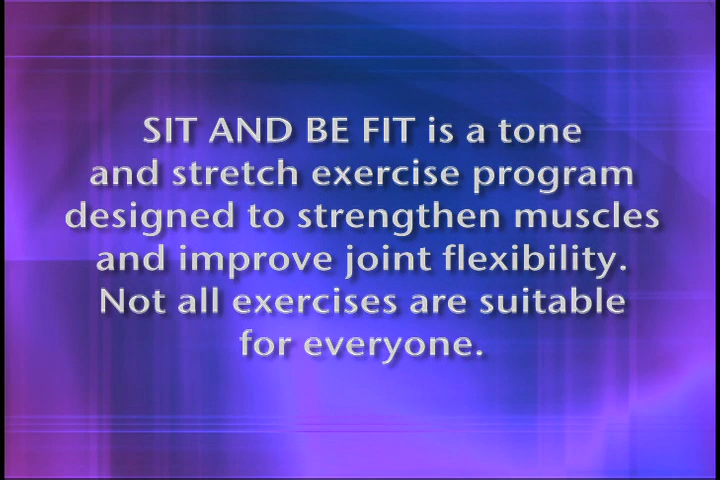 SIT AND BE FIT is a tone
and stretch exercise program
designed to strengthen muscles
and improve joint flexibility.
Not all exercises are suitable
for everyone.